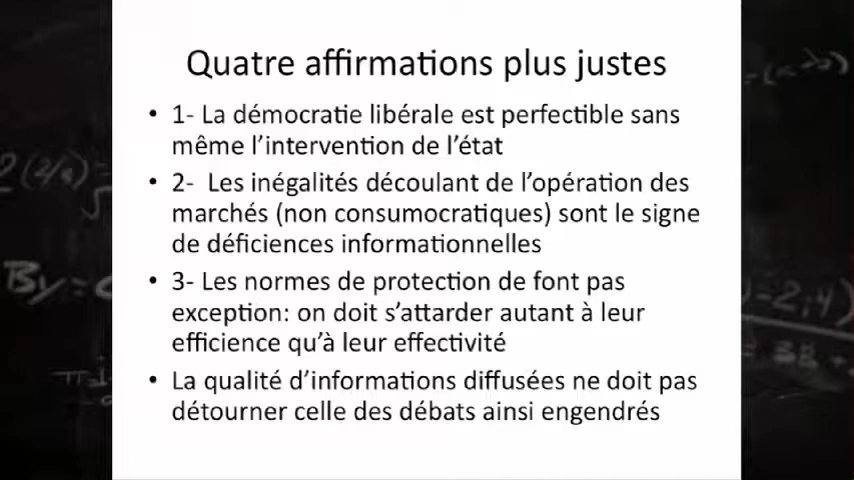 Quatre affirmations plus justes
• 1- La démocratie libérale est perfectible sans
même l'intervention de l'état
• 2- Les inégalités découlant de l'opération des
marchés (non consumocratiques) sont le signe
de déficiences informationnelles
• 3- Les normes de protection de font pas
exception: on doit s'attarder autant à leur
efficience qu'à leur effectivité
• La qualité d'informations diffusées ne doit pas
détourner celle des débats ainsi engendrés